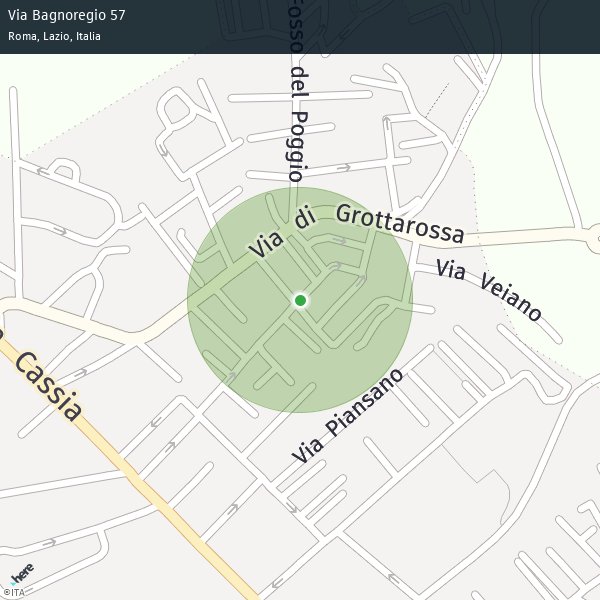 Via Bagnoregio 57
Roma, Lazio, Italia
Fosso del Poggio
Via di Grottarossa
Via Veiano
Cassia
Via Piansano
here
©ITA